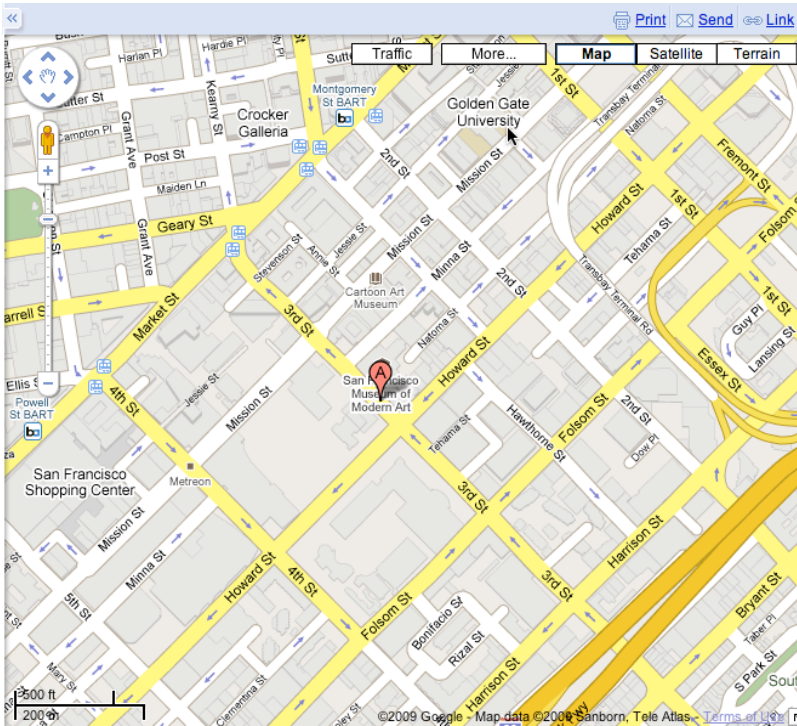 «
Print
Send
Link
Traffic
More...
Map
Satellite
Terrain
Harlan Pl
Hardie Pl
Sutter St
Campton Pl
Grant Ave
Kearny St
Crocker
Galleria
Montgomery
St BART
Golden Gate
University
Jessie St
1st St
Transbay Terminal
Natoma St
Fremont St
Post St
Maiden Ln
2nd St
Mission St
1st St
Howard St
Tehama St
Folsom St
Geary St
Grant Ave
Stevenson St
Annie St
Jessie St
Mission St
Minna St
2nd St
Transbay Terminal Rd
1st St
Guy Pl
Lansing St
Essex St
Cartoon Art
Museum
Market St
3rd St
Natoma St
Howard St
A
San Francisco
Museum of
Modern Art
Ellis St
Powell
St BART
4th St
Jessie St
Mission St
Tehama St
Hawthorne St
Folsom St
2nd St
Dow Pl
San Francisco
Shopping Center
Metreon
3rd St
Mission St
Minna St
Howard St
4th St
Folsom St
3rd St
Harrison St
Bryant St
Taber Pl
S Park St
5th St
Mary St
Bonifacio St
Rizal St
Clementina St
Harrison St
500 ft
200 m
©2009 Google - Map data ©2009 Sanborn, Tele Atlas - Terms of Use